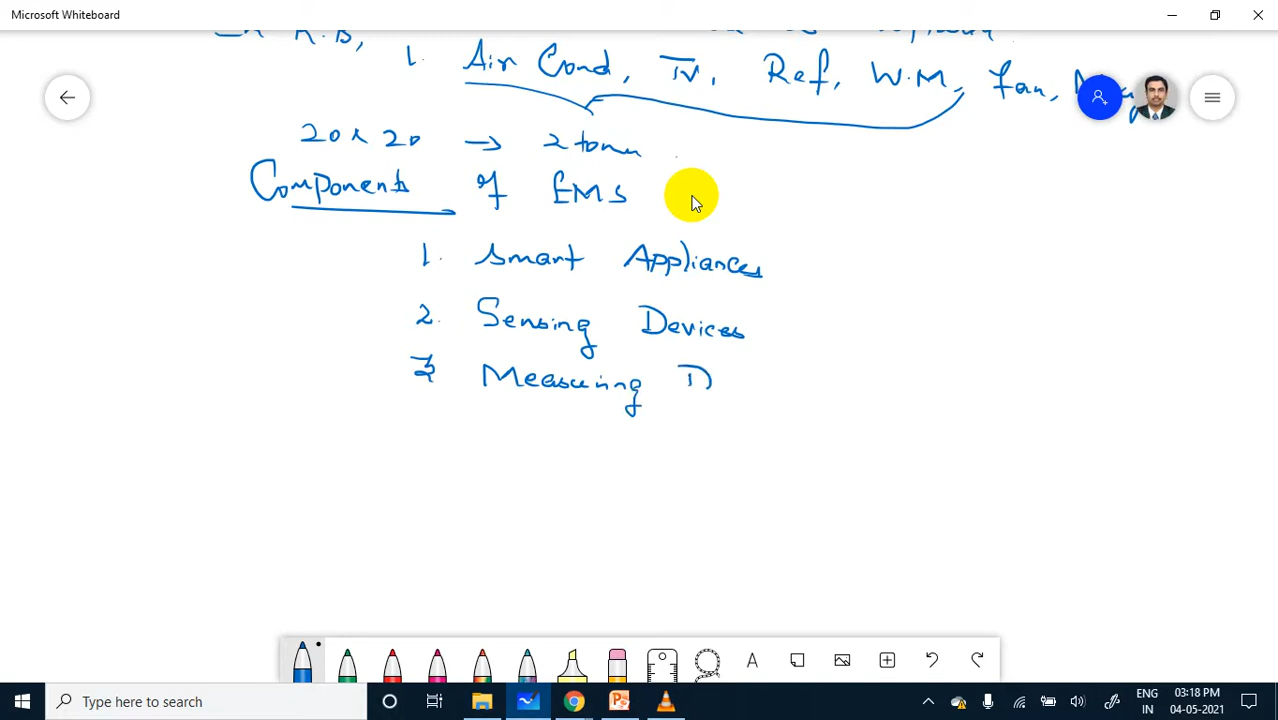 Microsoft Whiteboard
1. Air Cond, TV, Ref, W.M, fan,
20 x 20 → 2 tonn
Components of EMS
1. Smart Appliances
2. Sensing Devices
3 Measuring D
A
Type here to search
ENG
IN
03:18 PM
04-05-2021